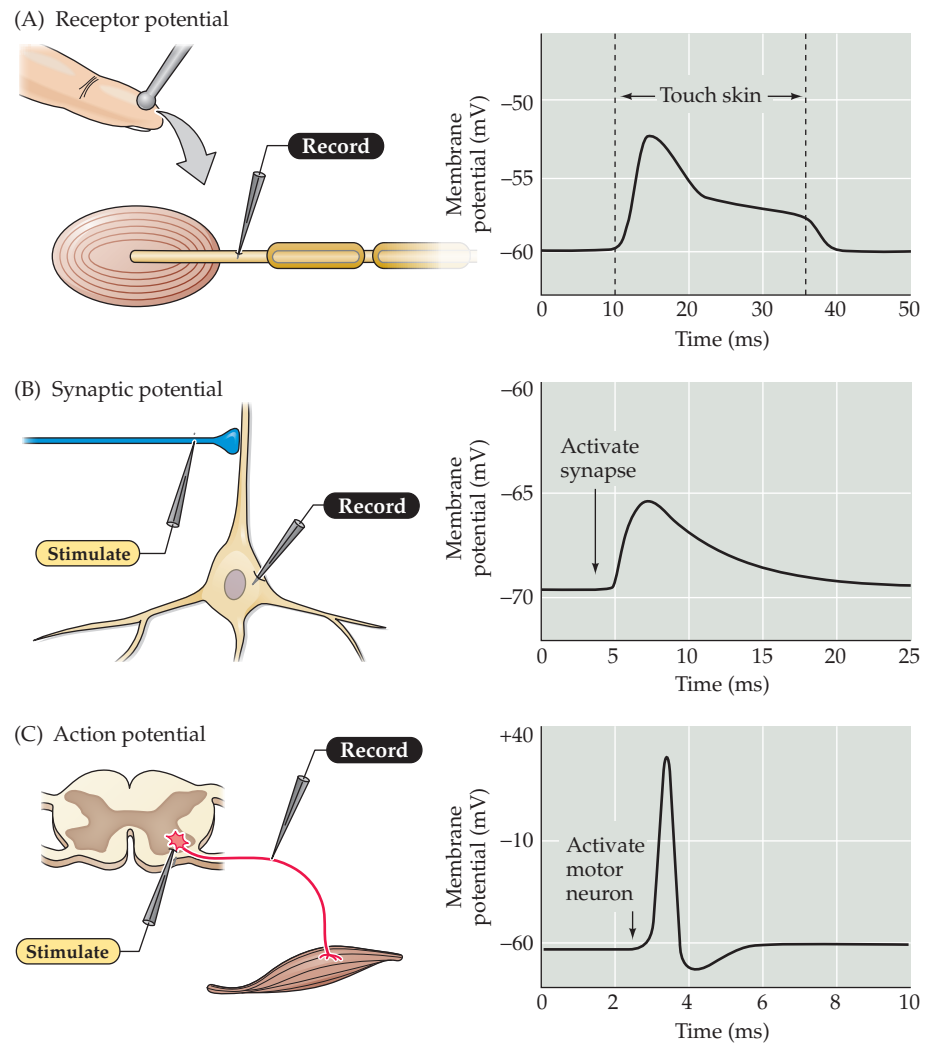 (A) Receptor potential
Record
Membrane
potential (mV)
–50
–55
–60
Touch skin
0 10 20 30 40 50
Time (ms)
(B) Synaptic potential
Stimulate
Record
Membrane
potential (mV)
–60
–65
–70
Activate
synapse
0 5 10 15 20 25
Time (ms)
(C) Action potential
Record
Stimulate
Membrane
potential (mV)
+40
–10
–60
Activate
motor
neuron
0 2 4 6 8 10
Time (ms)